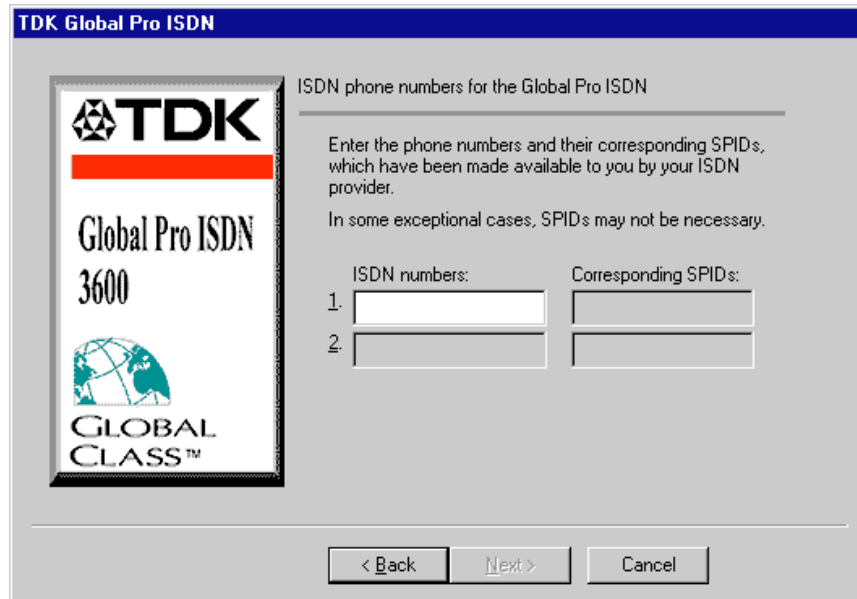 TDK Global Pro ISDN
TDK
Global Pro ISDN
3600
GLOBAL
CLASS™
ISDN phone numbers for the Global Pro ISDN
Enter the phone numbers and their corresponding SPIDs,
which have been made available to you by your ISDN
provider.
In some exceptional cases, SPIDs may not be necessary.
ISDN numbers: Corresponding SPIDs:
1.
2.
< Back Next > Cancel